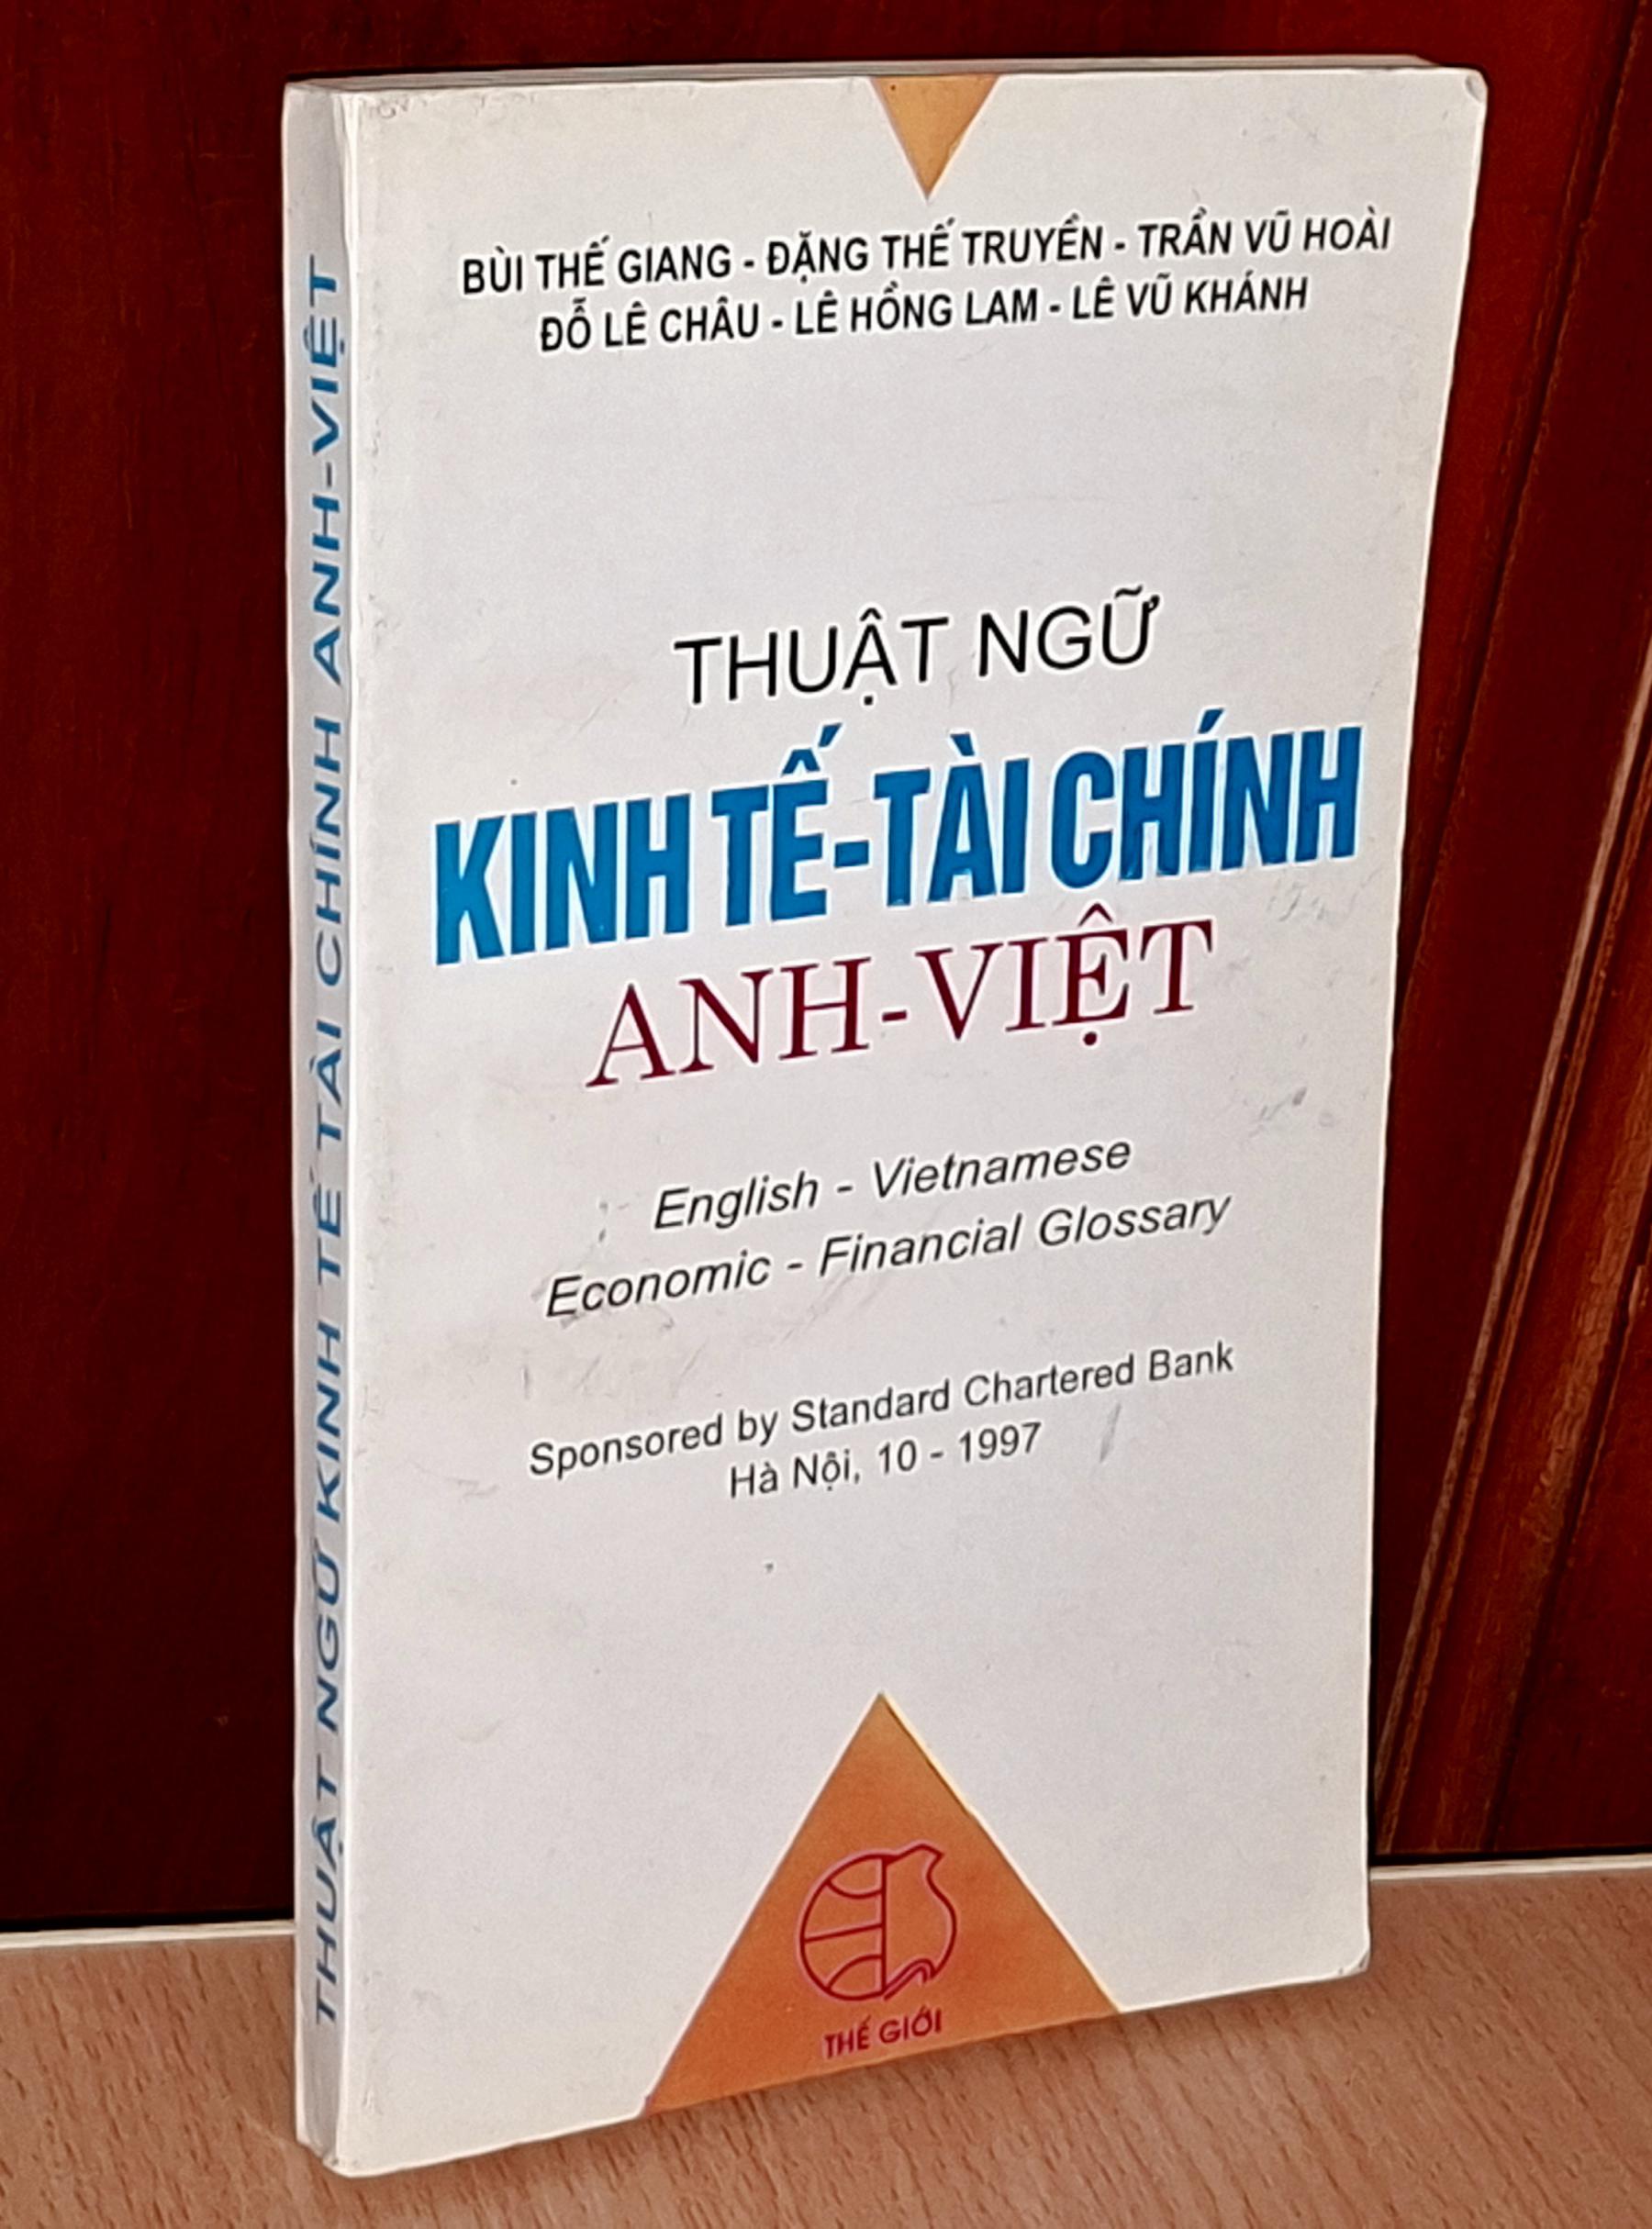 BÙI THẾ GIANG - ĐẶNG THẾ TRUYỀN - TRẦN VŨ HOÀI
ĐỖ LÊ CHÂU - LÊ HỒNG LAM - LÊ VŨ KHÁNH
THUẬT NGỮ
KINH TẾ-TÀI CHÍNH
ANH-VIỆT
English - Vietnamese
Economic - Financial Glossary
Sponsored by Standard Chartered Bank
Hà Nội, 10 - 1997
THẾ GIỚI
THUẬT NGỮ KINH TẾ TÀI CHÍNH ANH-VIỆT